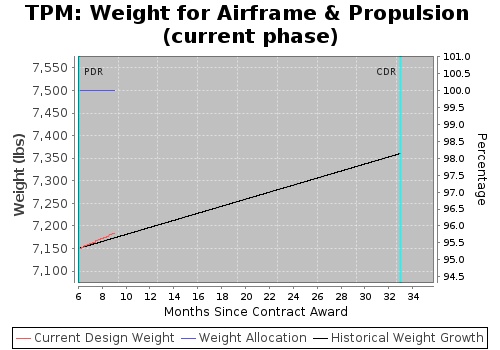 TPM: Weight for Airframe & Propulsion
(current phase)
Weight (lbs)
7,550
7,500
7,450
7,400
7,350
7,300
7,250
7,200
7,150
7,100
PDR
CDR
101.0
100.5
100.0
99.5
99.0
98.5
98.0
97.5
97.0
96.5
96.0
95.5
95.0
94.5
Percentage
6 8 10 12 14 16 18 20 22 24 26 28 30 32 34
Months Since Contract Award
Current Design Weight Weight Allocation Historical Weight Growth